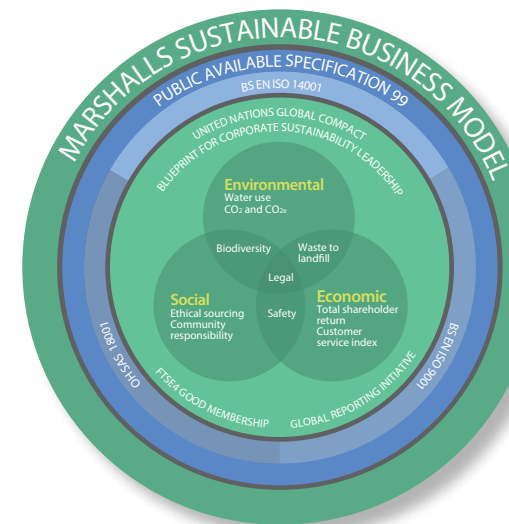 MARSHALLS SUSTAINABLE BUSINESS MODEL
PUBLIC AVAILABLE SPECIFICATION 99
BS EN ISO 14001
UNITED NATIONS GLOBAL COMPACT
BLUEPRINT FOR CORPORATE SUSTAINABILITY LEADERSHIP
Environmental
Water use
CO₂ and CO₂e
Biodiversity
Waste to
landfill
Legal
Social
Ethical sourcing
Community
responsibility
Safety
Economic
Total shareholder
return
Customer
service index
OHSAS 18001
BS EN ISO 9001
FTSE4 GOOD MEMBERSHIP
GLOBAL REPORTING INITIATIVE